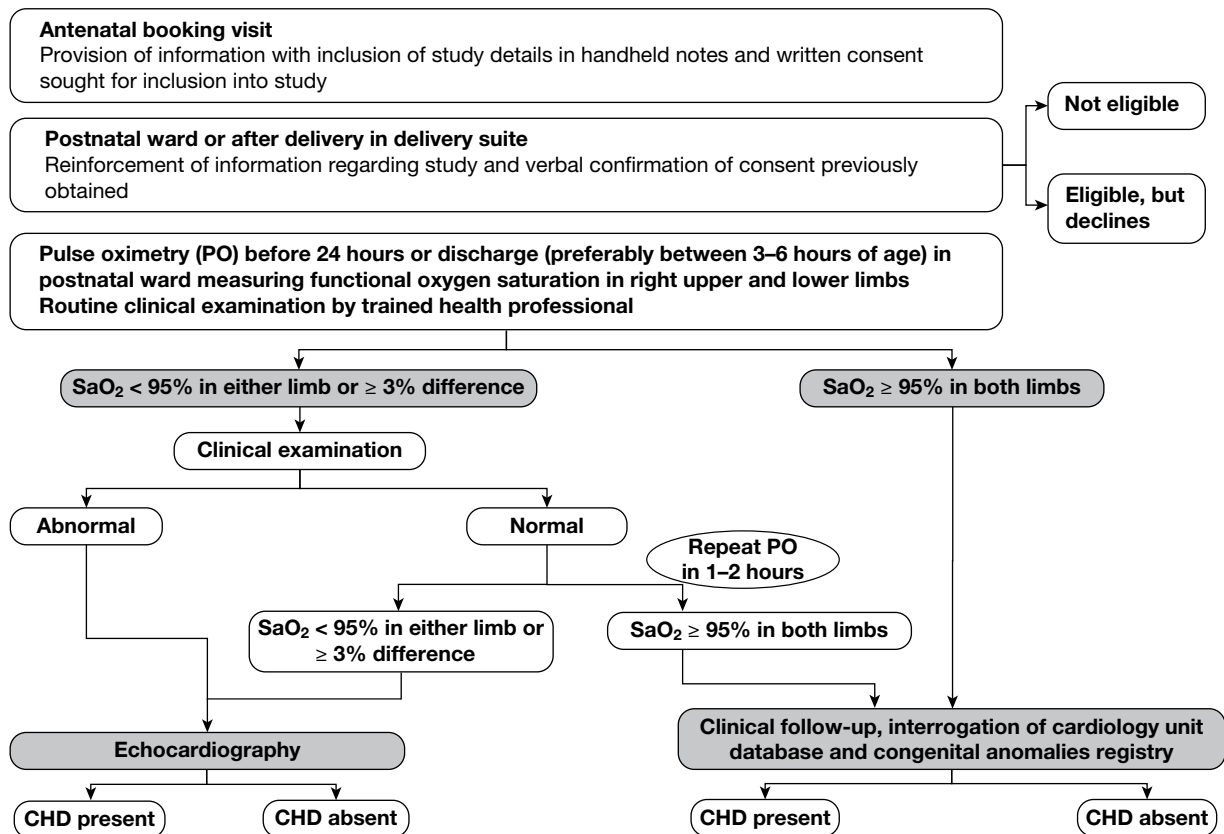 Antenatal booking visit
Provision of information with inclusion of study details in handheld notes and written consent
sought for inclusion into study
Not eligible
Postnatal ward or after delivery in delivery suite
Reinforcement of information regarding study and verbal confirmation of consent previously
obtained
Eligible, but
declines
Pulse oximetry (PO) before 24 hours or discharge (preferably between 3–6 hours of age) in
postnatal ward measuring functional oxygen saturation in right upper and lower limbs
Routine clinical examination by trained health professional
SaO₂ < 95% in either limb or ≥ 3% difference
SaO₂ ≥ 95% in both limbs
Clinical examination
Abnormal
Normal
Repeat PO
in 1–2 hours
SaO₂ < 95% in either limb or
≥ 3% difference
SaO₂ ≥ 95% in both limbs
Echocardiography
Clinical follow-up, interrogation of cardiology unit
database and congenital anomalies registry
CHD present
CHD absent
CHD present
CHD absent